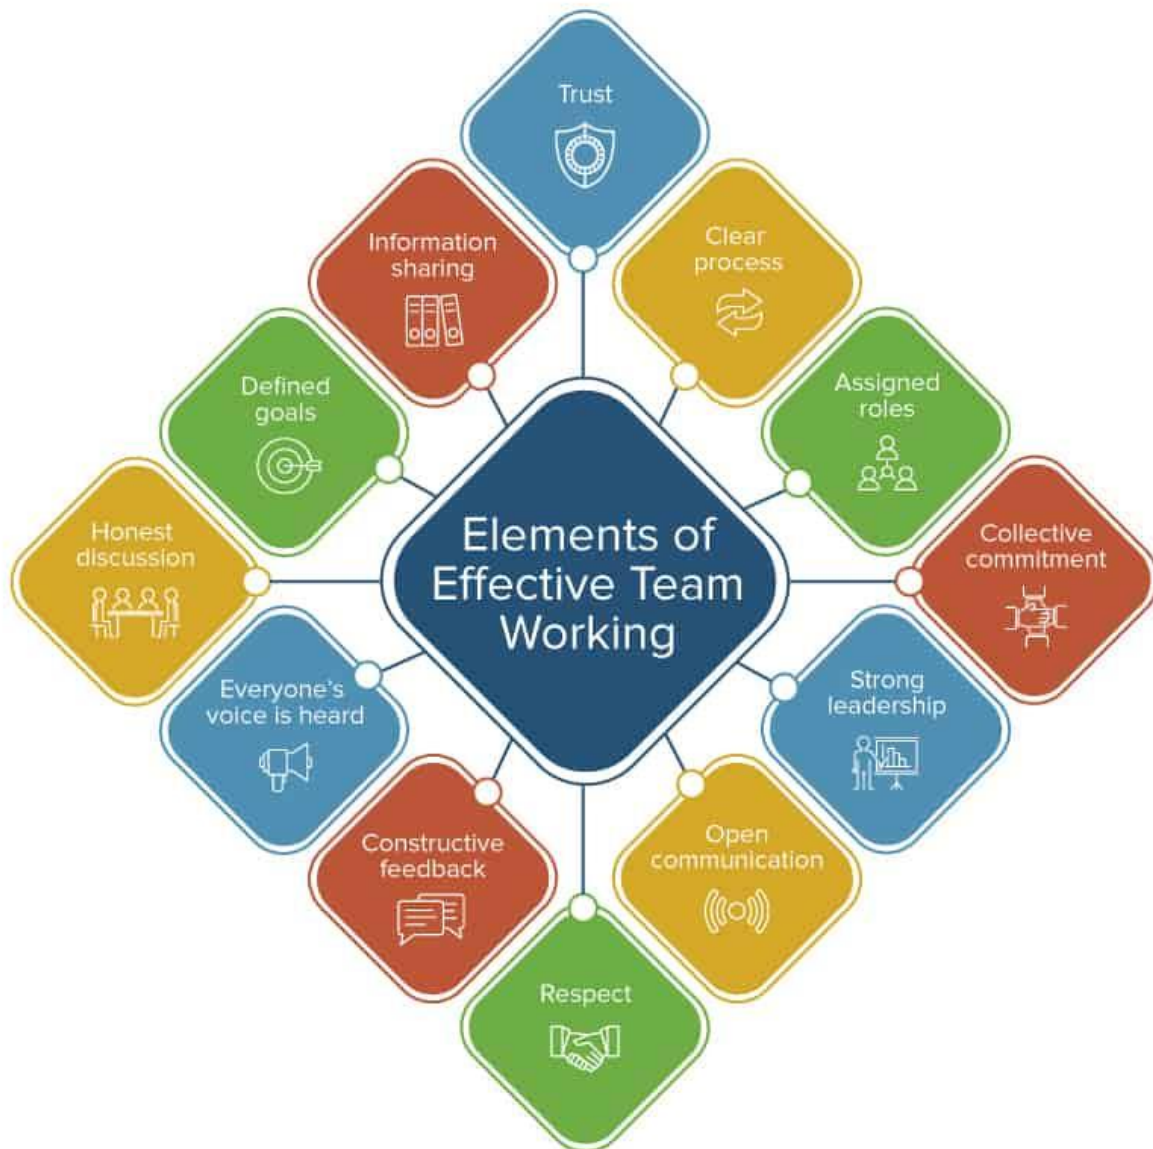 Trust
Information
sharing
Clear
process
Defined
goals
Assigned
roles
Honest
discussion
Elements of
Effective Team
Working
Collective
commitment
Everyone's
voice is heard
Strong
leadership
Constructive
feedback
Open
communication
Respect